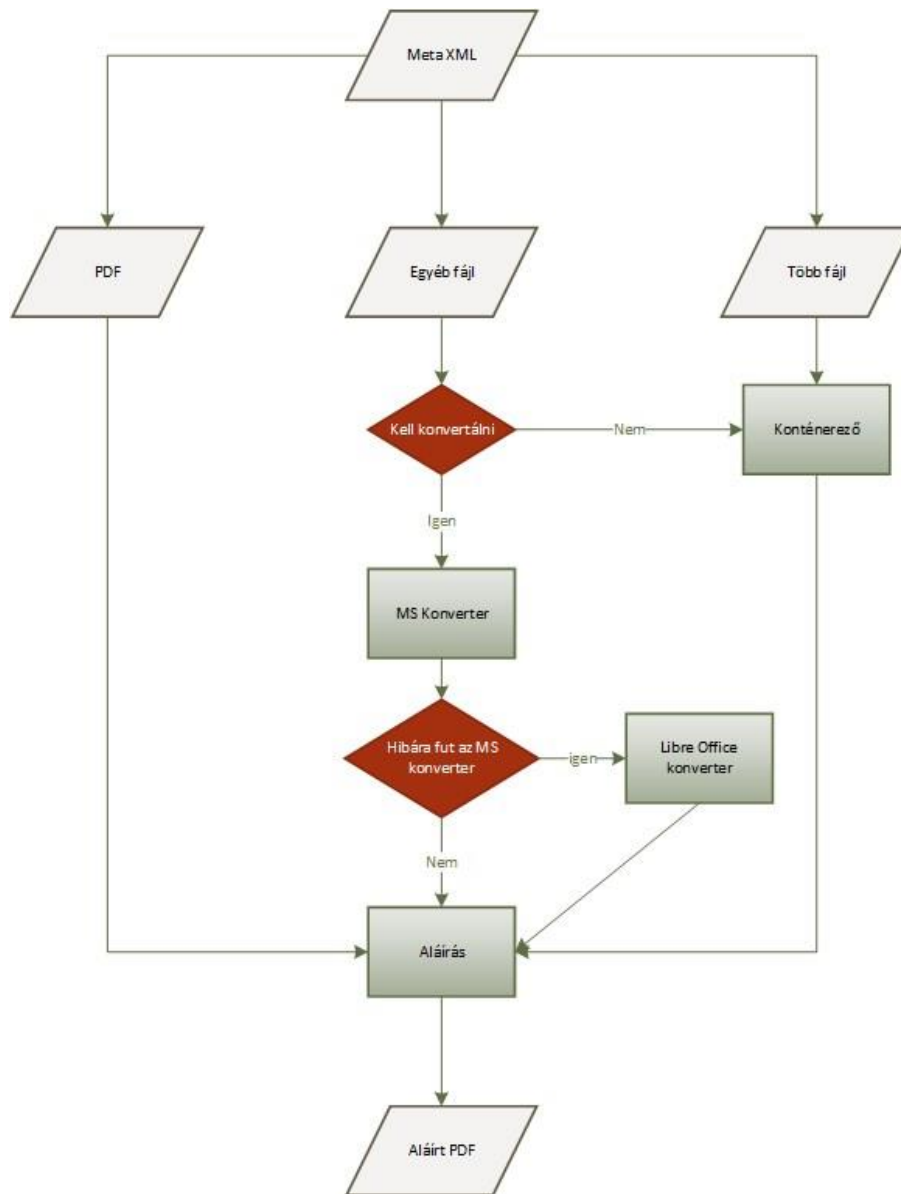 Meta XML
PDF
Egyéb fájl
Több fájl
Kell konvertálni
Nem
Konténerező
Igen
MS Konverter
Hibára fut az MS
konverter
igen
Libre Office
konverter
Nem
Aláírás
Aláírt PDF